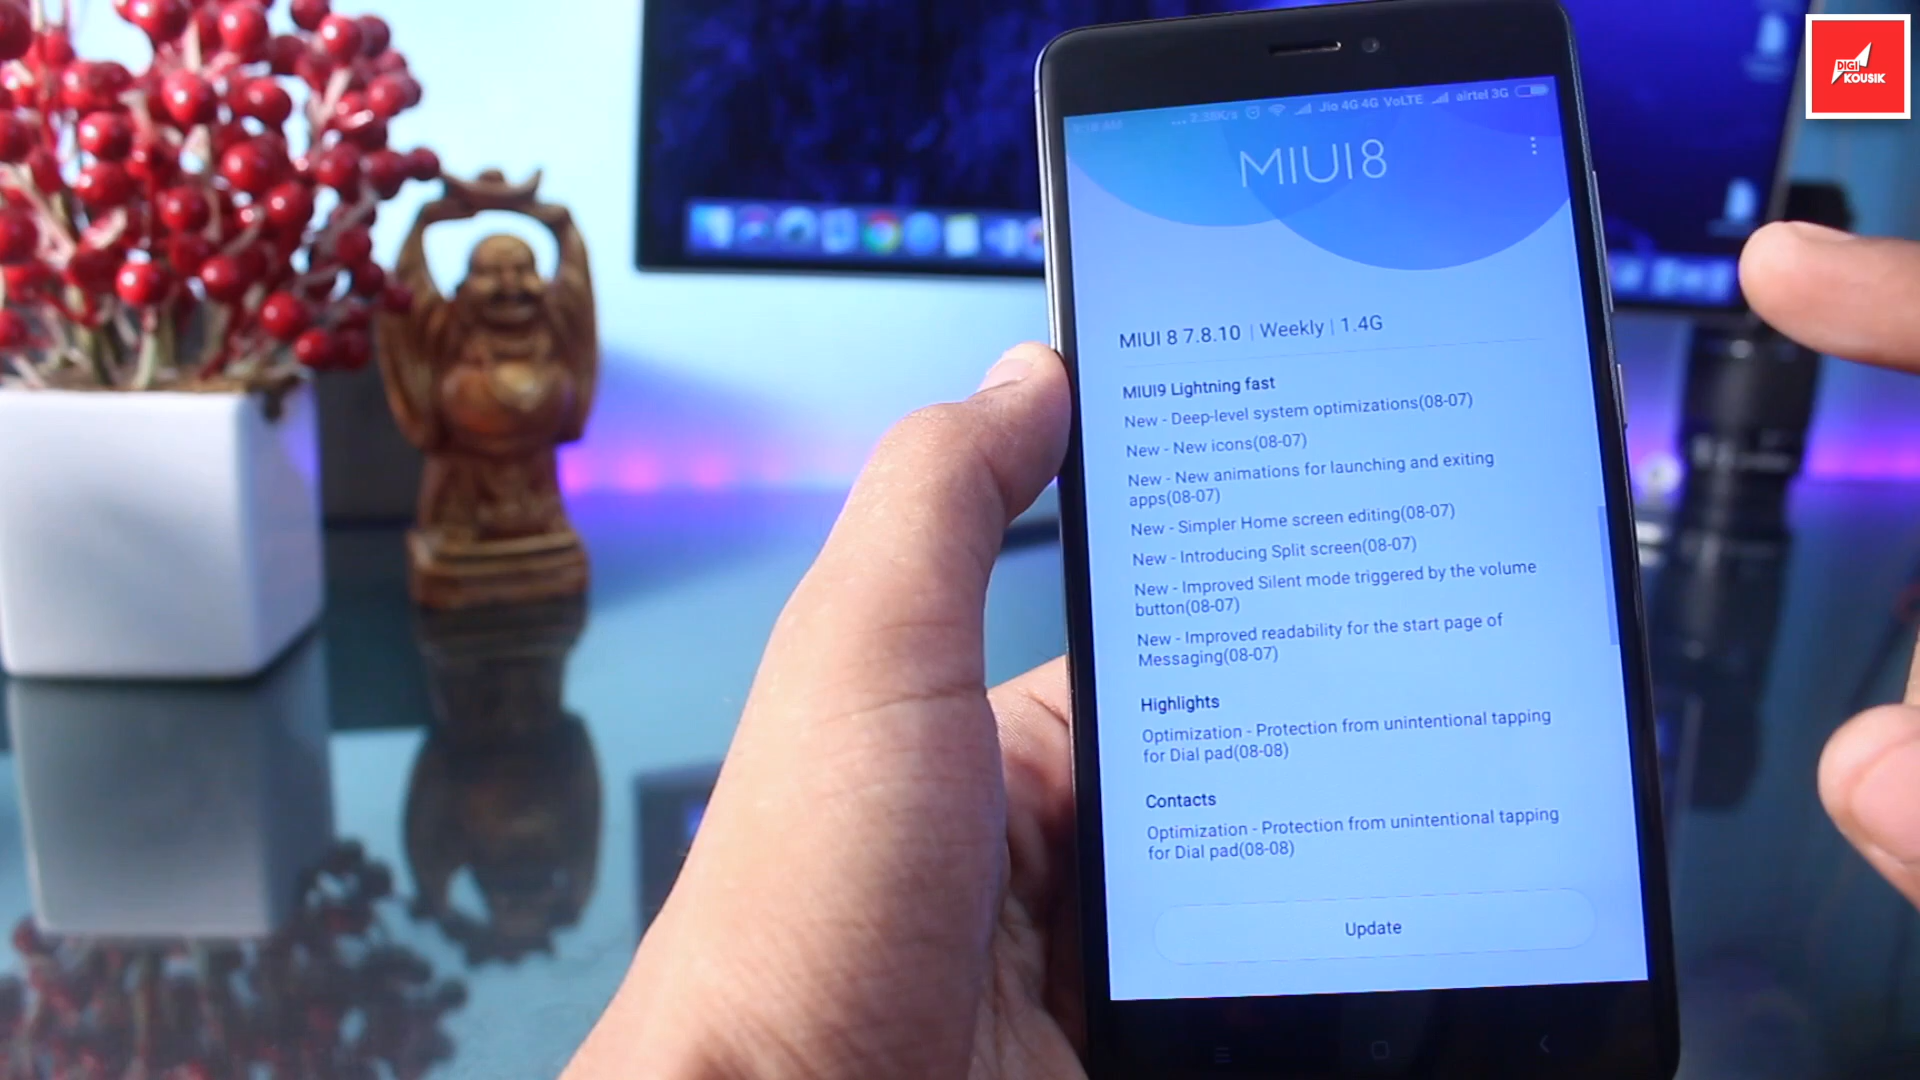 DIGI
KOUSIK
2.38K/s Jio 4G 4G VoLTE airtel 3G
MIUI8
MIUI 8 7.8.10 | Weekly | 1.4G
MIUI9 Lightning fast
New - Deep-level system optimizations(08-07)
New - New icons(08-07)
New - New animations for launching and exiting
apps(08-07)
New - Simpler Home screen editing(08-07)
New - Introducing Split screen(08-07)
New - Improved Silent mode triggered by the volume
button(08-07)
New - Improved readability for the start page of
Messaging(08-07)
Highlights
Optimization - Protection from unintentional tapping
for Dial pad(08-08)
Contacts
Optimization - Protection from unintentional tapping
for Dial pad(08-08)
Update